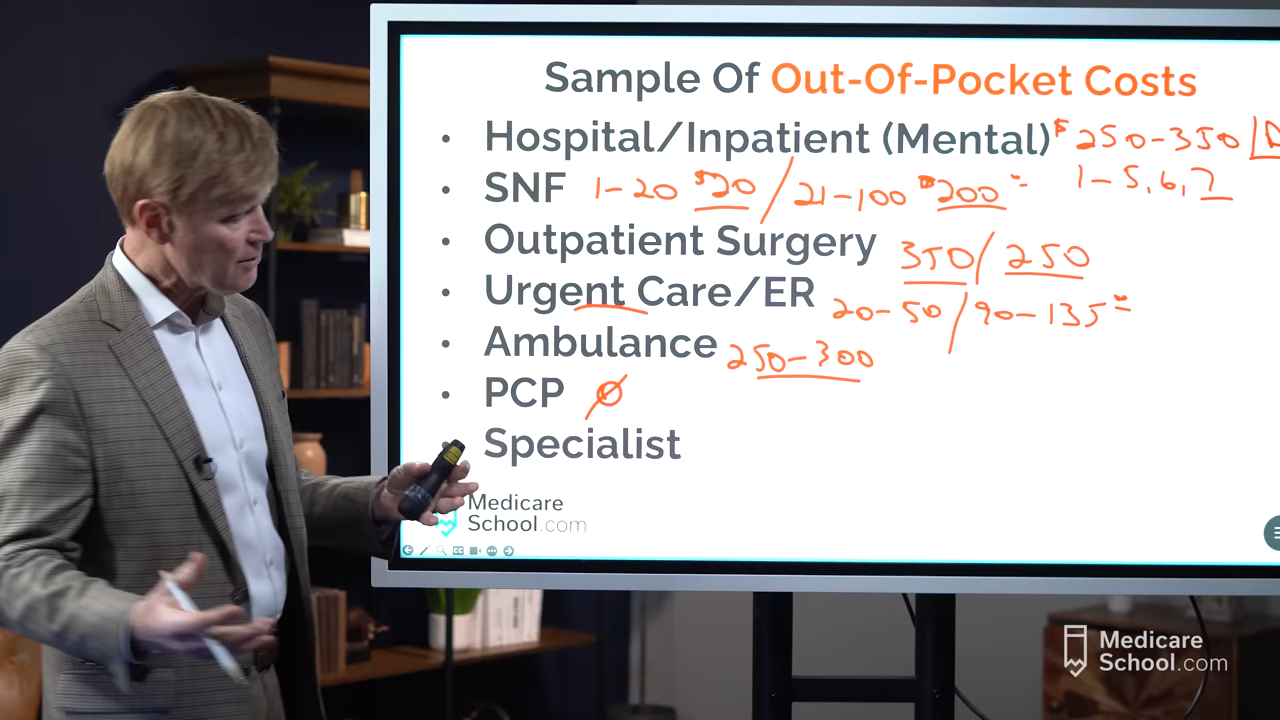 Sample Of Out-Of-Pocket Costs
• Hospital/Inpatient (Mental) $250-350/
1-5,6,7
• SNF 1-20 $20 / 21-100 $200
• Outpatient Surgery 350/250
• Urgent Care/ER 20-50/90-135
• Ambulance 250-300
• PCP Ø
• Specialist
Medicare
School.com
Medicare
School.com